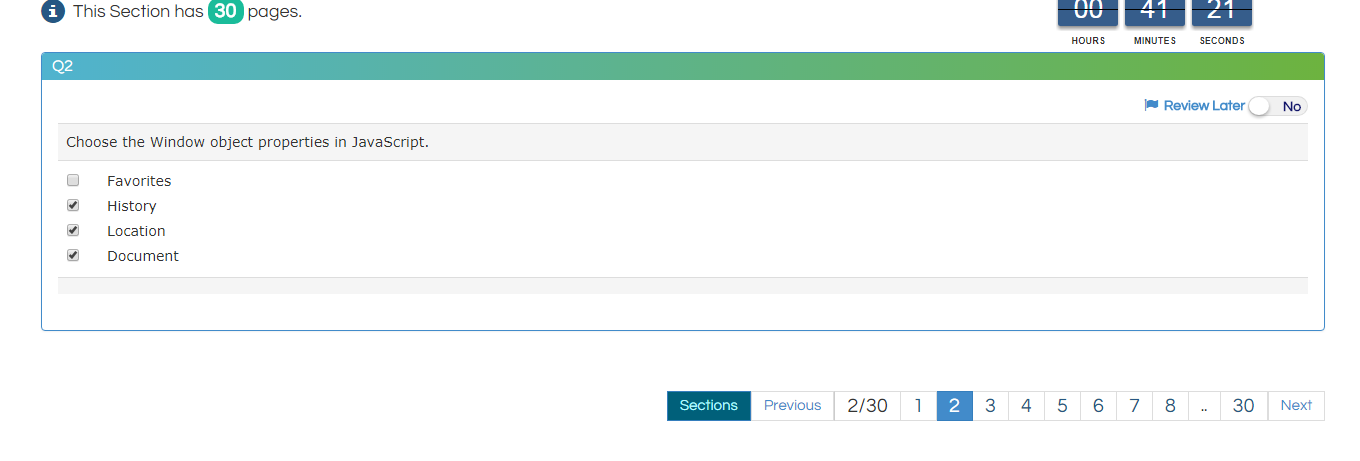 This Section has 30 pages.
00 41 21
HOURS MINUTES SECONDS
Q2
Review Later No
Choose the Window object properties in JavaScript.
Favorites
History
Location
Document
Sections Previous 2/30 1 2 3 4 5 6 7 8 .. 30 Next